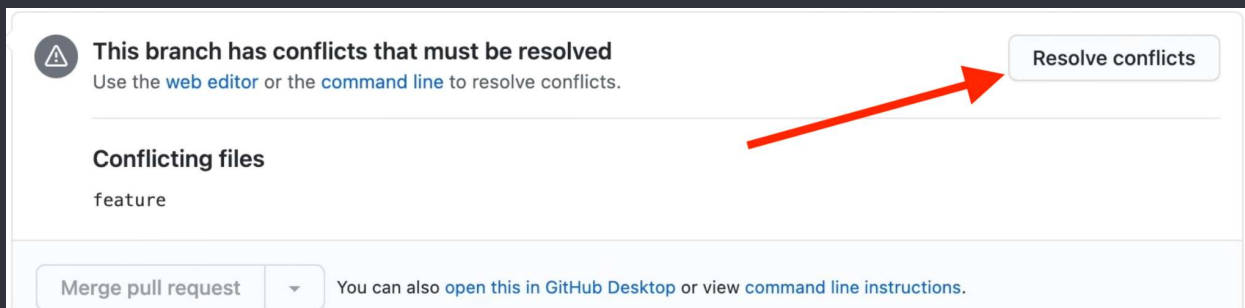 This branch has conflicts that must be resolved
Resolve conflicts
Use the web editor or the command line to resolve conflicts.
Conflicting files
feature
Merge pull request
You can also open this in GitHub Desktop or view command line instructions.